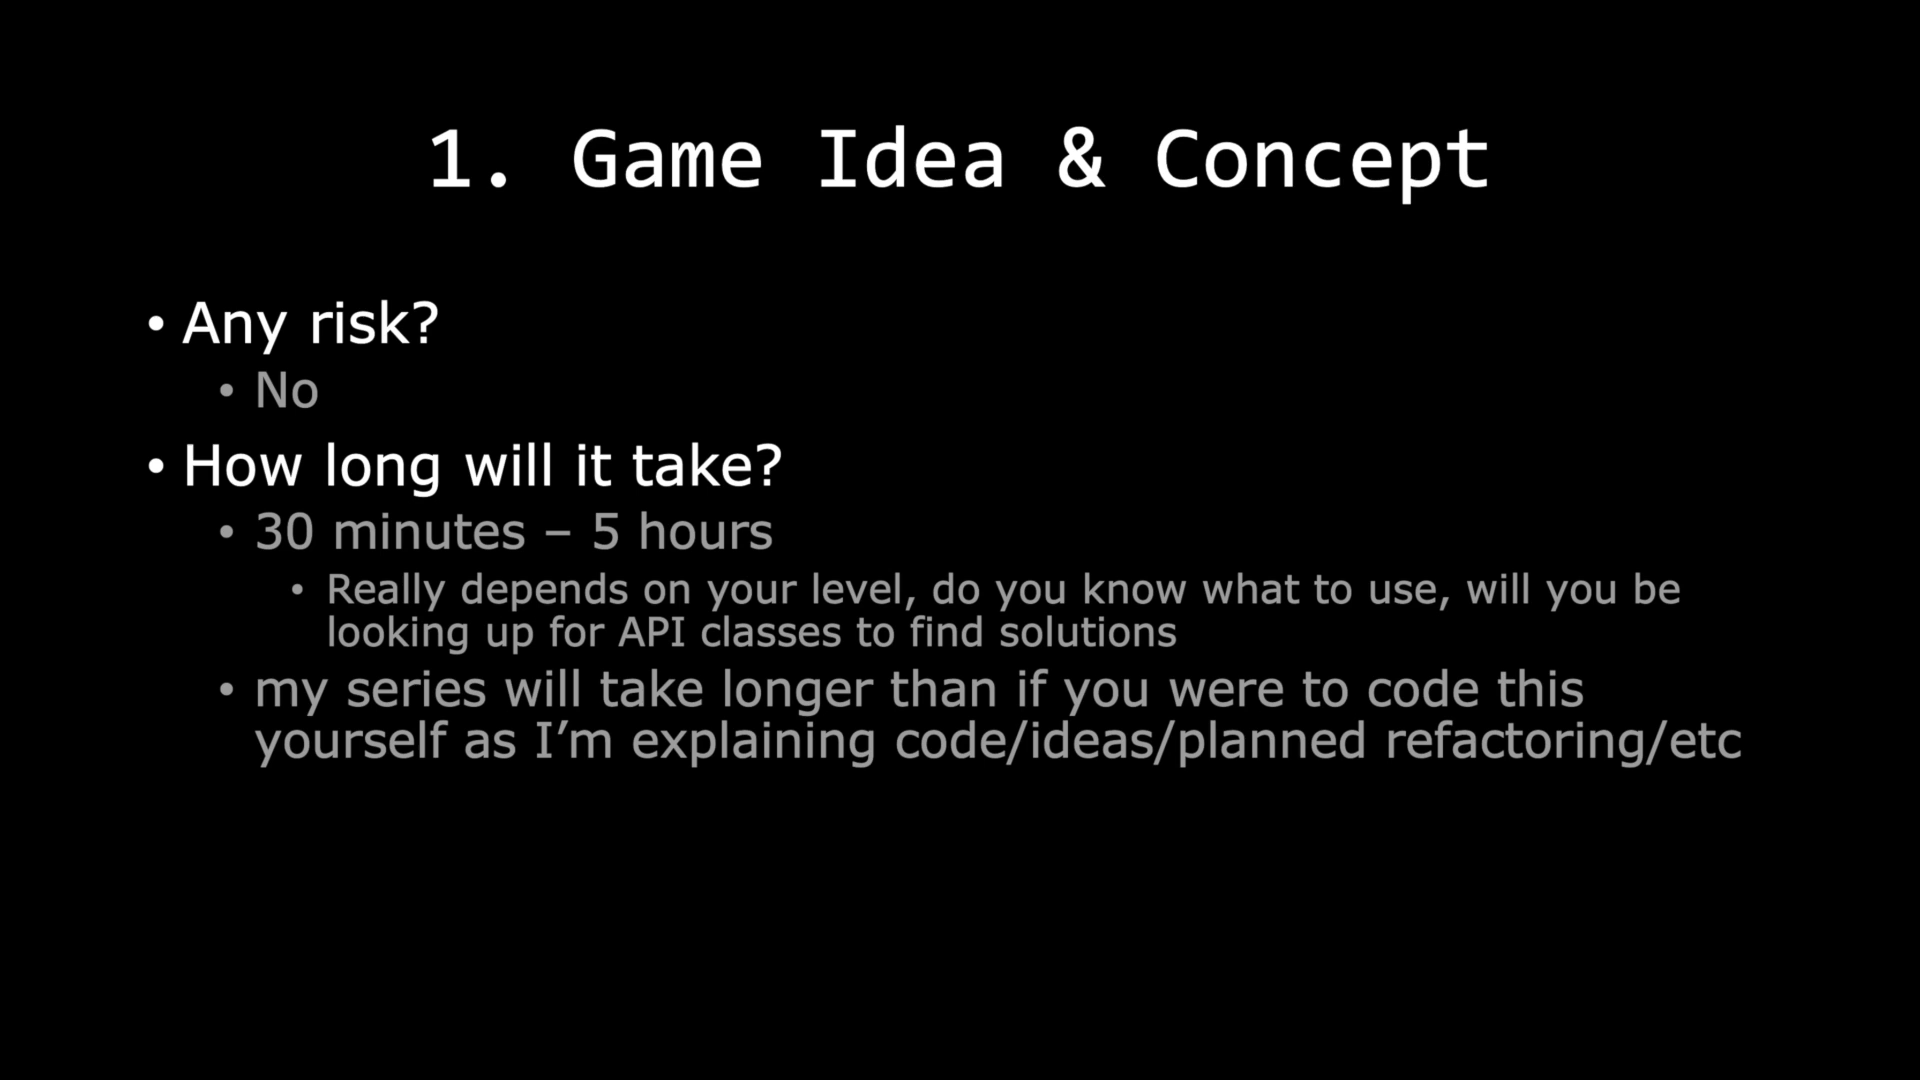 1. Game Idea & Concept
• Any risk?
• No
• How long will it take?
• 30 minutes – 5 hours
• Really depends on your level, do you know what to use, will you be
looking up for API classes to find solutions
• my series will take longer than if you were to code this
yourself as I’m explaining code/ideas/planned refactoring/etc